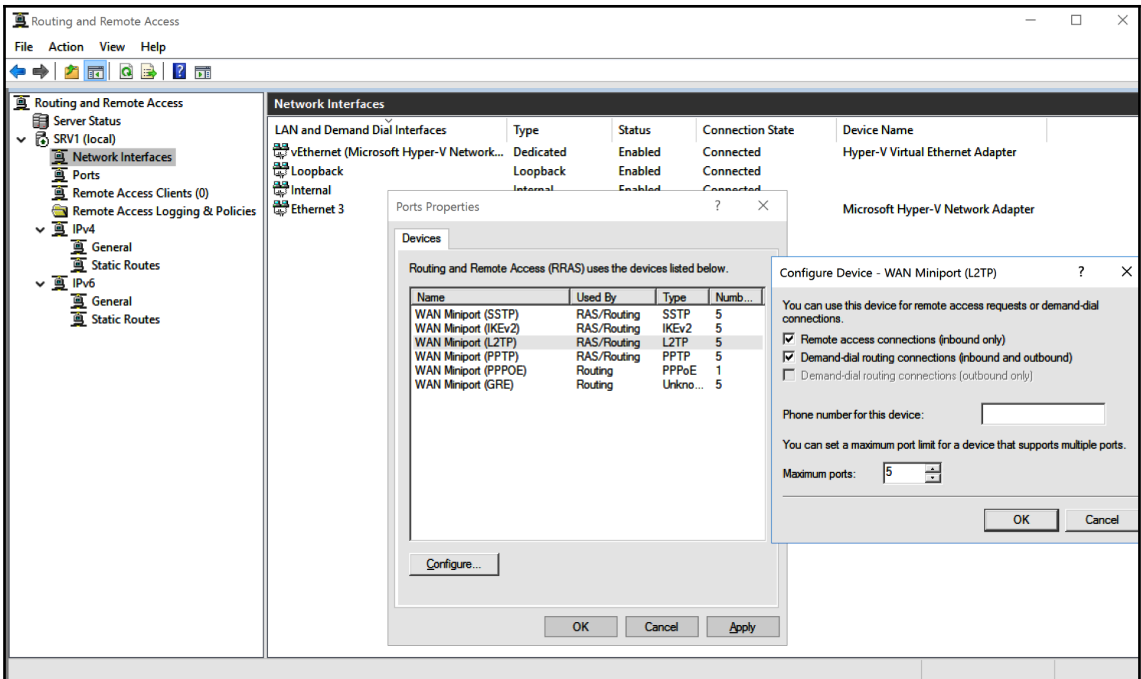 Routing and Remote Access
File Action View Help
Routing and Remote Access
Server Status
SRV1 (local)
Network Interfaces
Ports
Remote Access Clients (0)
Remote Access Logging & Policies
IPv4
General
Static Routes
IPv6
General
Static Routes
Network Interfaces
LAN and Demand Dial Interfaces Type Status Connection State Device Name
vEthernet (Microsoft Hyper-V Network... Dedicated Enabled Connected Hyper-V Virtual Ethernet Adapter
Loopback Loopback Enabled Connected
Internal Internal Enabled Connected
Ethernet 3 Microsoft Hyper-V Network Adapter
Ports Properties ?
Devices
Routing and Remote Access (RRAS) uses the devices listed below.
Name Used By Type Numb...
WAN Miniport (SSTP) RAS/Routing SSTP 5
WAN Miniport (IKEv2) RAS/Routing IKEv2 5
WAN Miniport (L2TP) RAS/Routing L2TP 5
WAN Miniport (PPTP) RAS/Routing PPTP 5
WAN Miniport (PPPOE) Routing PPPoE 1
WAN Miniport (GRE) Routing Unkno... 5
Configure...
OK Cancel Apply
Configure Device - WAN Miniport (L2TP) ?
You can use this device for remote access requests or demand-dial
connections.
Remote access connections (inbound only)
Demand-dial routing connections (inbound and outbound)
Demand-dial routing connections (outbound only)
Phone number for this device:
You can set a maximum port limit for a device that supports multiple ports.
Maximum ports: 5
OK Cancel